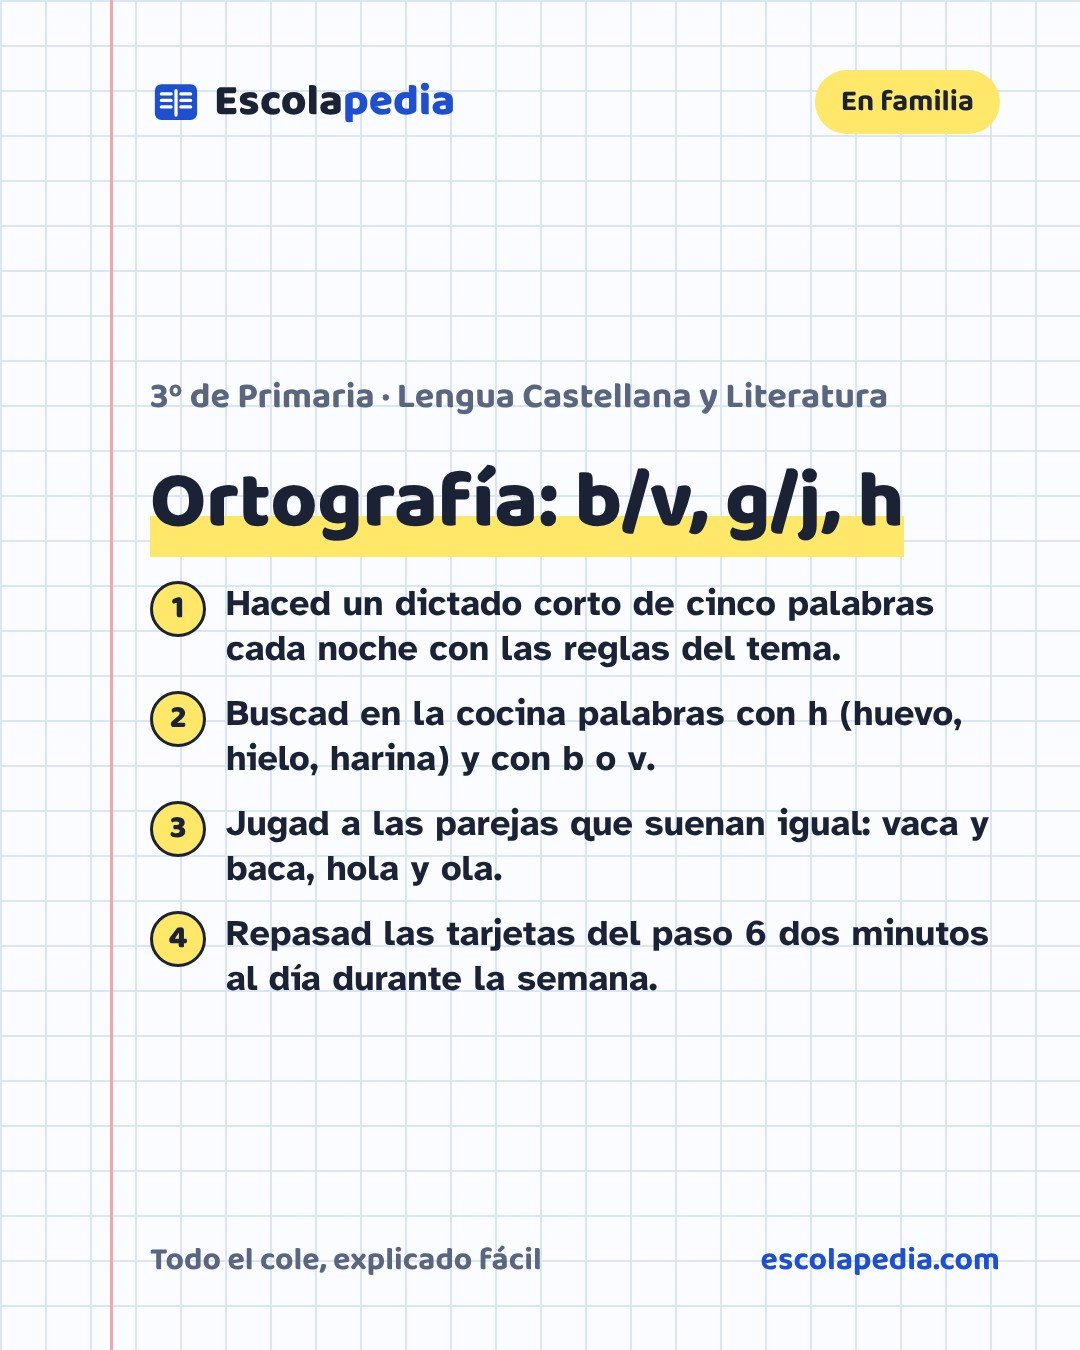 Escolapedia
En familia
3º de Primaria · Lengua Castellana y Literatura
Ortografía: b/v, g/j, h
1 Haced un dictado corto de cinco palabras
cada noche con las reglas del tema.
2 Buscad en la cocina palabras con h (huevo,
hielo, harina) y con b o v.
3 Jugad a las parejas que suenan igual: vaca y
baca, hola y ola.
4 Repasad las tarjetas del paso 6 dos minutos
al día durante la semana.
Todo el cole, explicado fácil
escolapedia.com